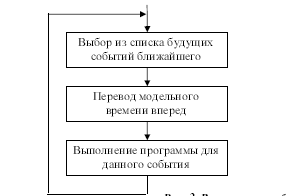 Выбор из списка будущих
событий ближайшего
Перевод модельного
времени вперед
Выполнение программы для
данного события